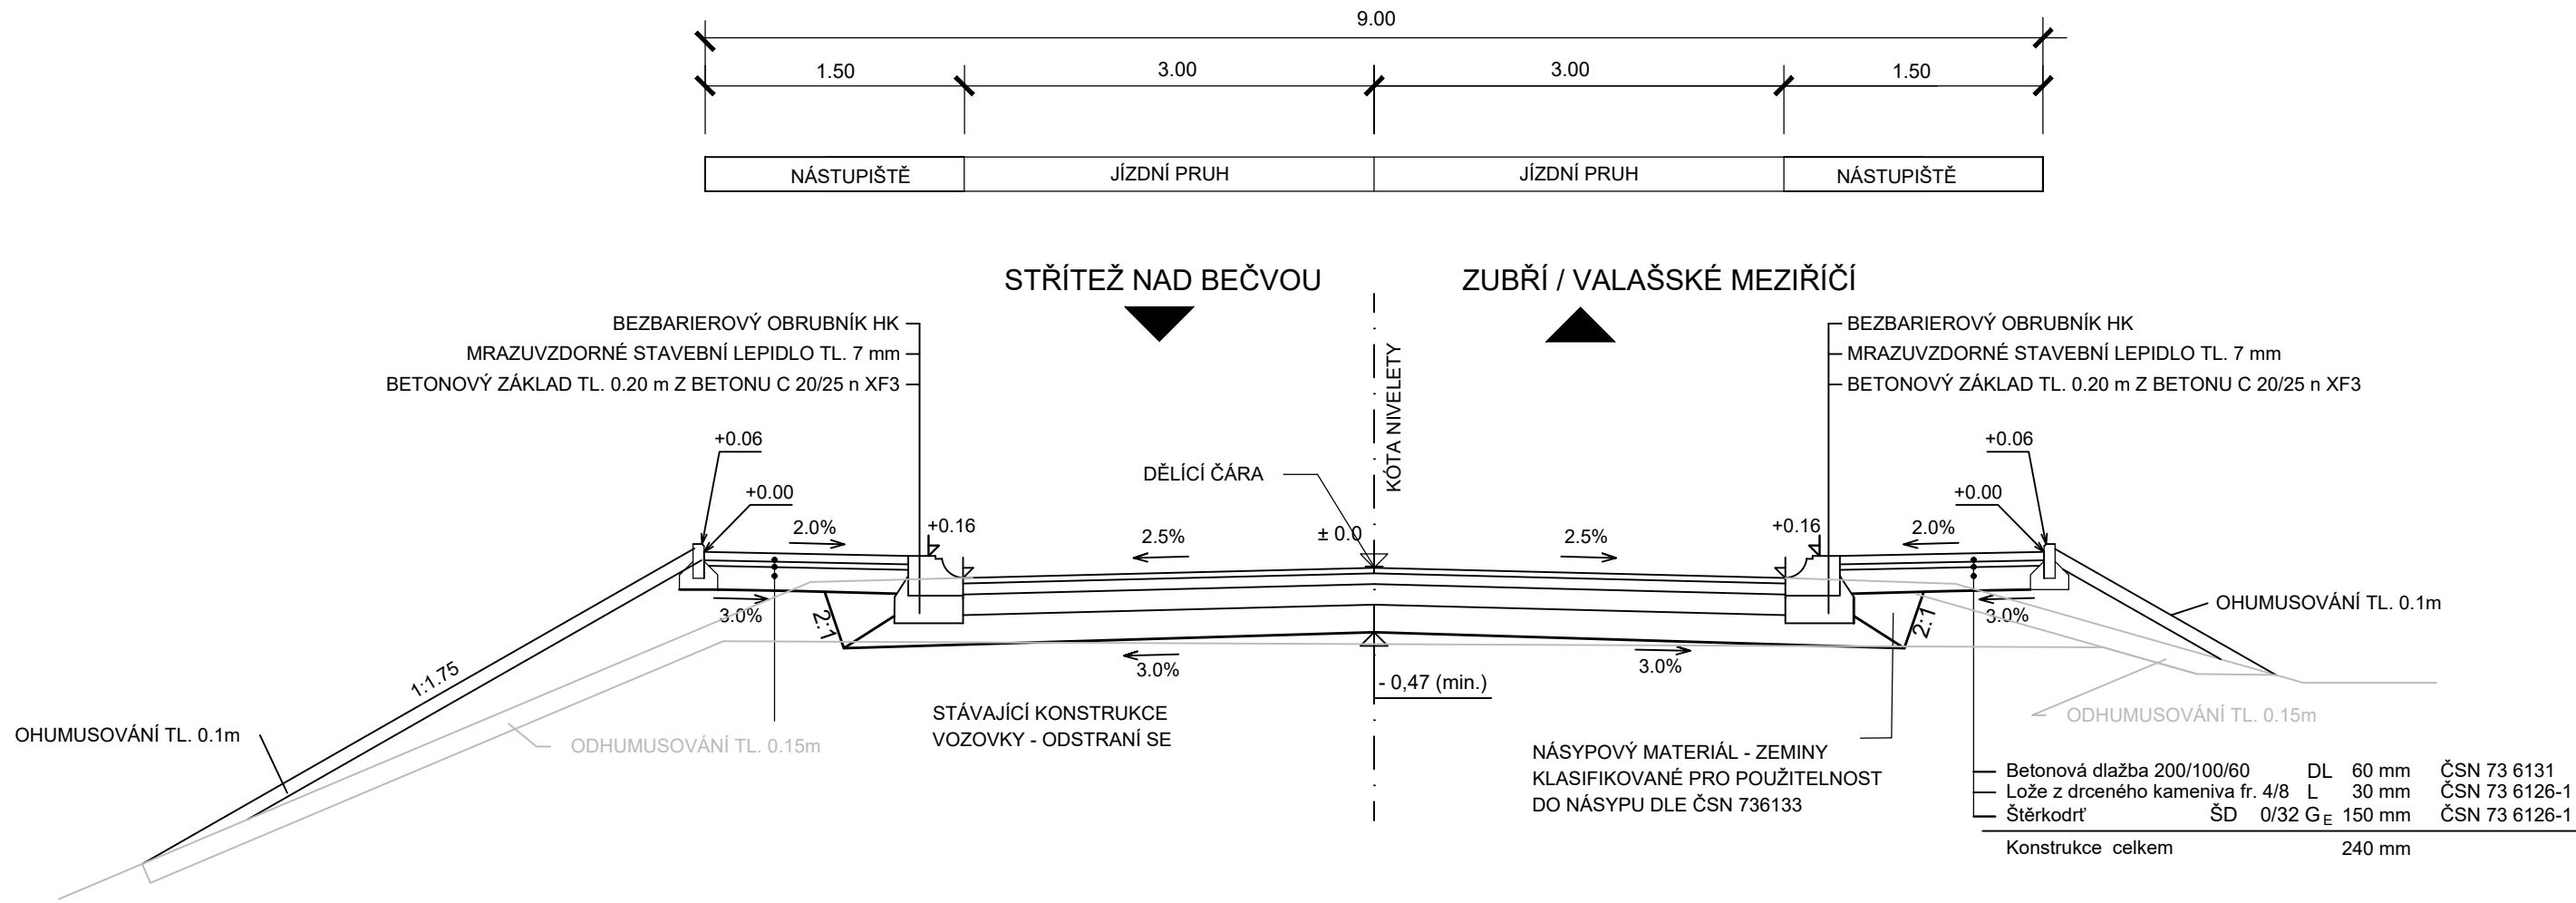 9.00
1.50 3.00 3.00 1.50
NÁSTUPIŠTĚ JÍZDNÍ PRUH JÍZDNÍ PRUH NÁSTUPIŠTĚ
STŘÍTEŽ NAD BEČVOU ZUBŘÍ / VALAŠSKÉ MEZIŘÍČÍ
BEZBARIEROVÝ OBRUBNÍK HK
MRAZUVZDORNÉ STAVEBNÍ LEPIDLO TL. 7 mm
BETONOVÝ ZÁKLAD TL. 0.20 m Z BETONU C 20/25 n XF3
KÓTA NIVELETY
BEZBARIEROVÝ OBRUBNÍK HK
MRAZUVZDORNÉ STAVEBNÍ LEPIDLO TL. 7 mm
BETONOVÝ ZÁKLAD TL. 0.20 m Z BETONU C 20/25 n XF3
+0.06 +0.06
DĚLÍCÍ ČÁRA
+0.00 +0.00
2.0% +0.16 2.5% ± 0.0 2.5% +0.16 2.0%
3.0% 2:1 2:1 3.0%
OHUMUSOVÁNÍ TL. 0.1m
3.0% 3.0%
1:1.75
- 0,47 (min.)
STÁVAJÍCÍ KONSTRUKCE
VOZOVKY - ODSTRANÍ SE
OHUMUSOVÁNÍ TL. 0.1m
ODHUMUSOVÁNÍ TL. 0.15m
ODHUMUSOVÁNÍ TL. 0.15m
NÁSYPOVÝ MATERIÁL - ZEMINY
KLASIFIKOVANÉ PRO POUŽITELNOST
DO NÁSYPU DLE ČSN 736133
Betonová dlažba 200/100/60 DL 60 mm ČSN 73 6131
Lože z drceného kameniva fr. 4/8 L 30 mm ČSN 73 6126-1
Štěrkodrť ŠD 0/32 GE 150 mm ČSN 73 6126-1
Konstrukce celkem 240 mm